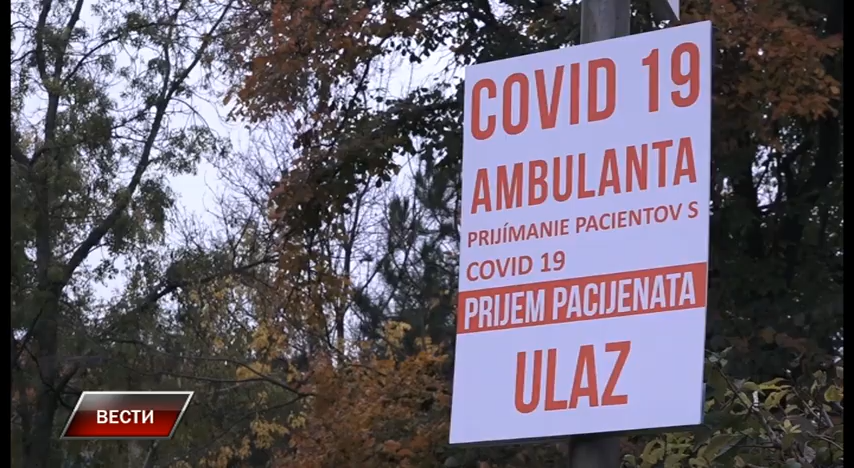 COVID 19
AMBULANTA
PRIJÍMANIE PACIENTOV S
COVID 19
PRIJEM PACIJENATA
ULAZ
ВЕСТИ